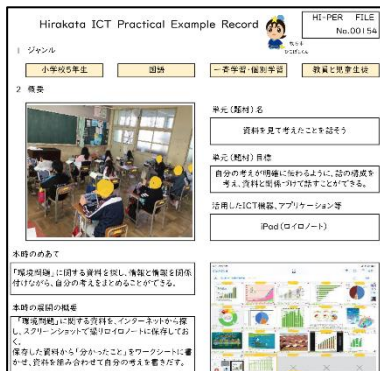 Hirakata ICT Practical Example Record
HI-PER FILE
No.00154
1 ジャンル
小学校5年生
国語
一斉学習・個別学習
教員と児童生徒
2 概要
単元(題材)名
資料を見て考えたことを話そう
単元(題材)目標
自分の考えが明確に伝わるように、話の構成を
考え、資料と関係づけて話すことができる。
活用したICT機器、アプリケーション等
iPad(ロイロノート)
本時のめあて
「環境問題」に関する資料を探し、情報と情報を関係
付けながら、自分の考えをまとめることができる。
本時の展開の概要
「環境問題」に関する資料を、インターネットから探
し、スクリーンショットで撮りロイロノートに保存してお
く。
保存した資料から「分かったこと」をワークシートに書
かせ、資料を組み合わせて自分の考えを書きだす。